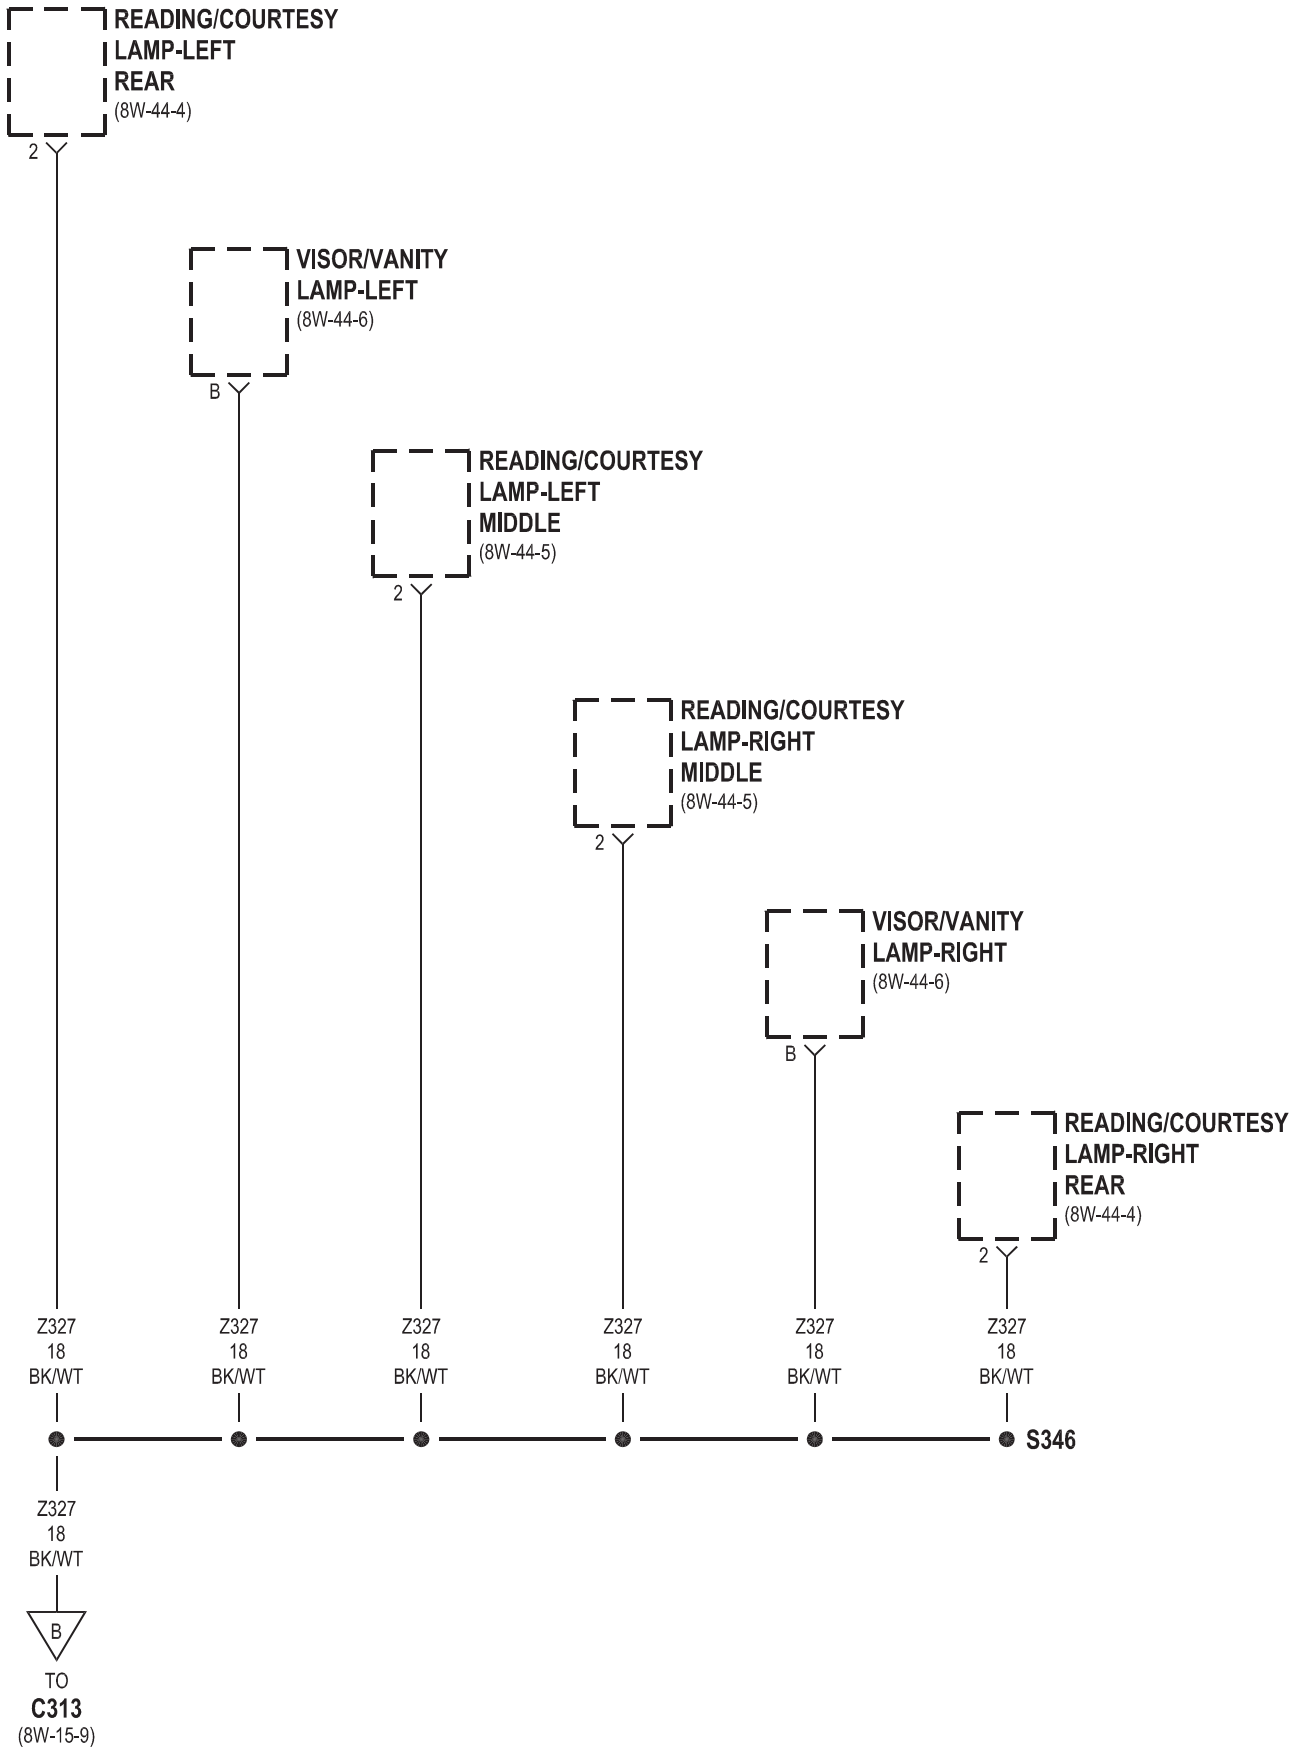 READING/COURTESY
LAMP-LEFT
REAR
(8W-44-4)
2
VISOR/VANITY
LAMP-LEFT
(8W-44-6)
B
READING/COURTESY
LAMP-LEFT
MIDDLE
(8W-44-5)
2
READING/COURTESY
LAMP-RIGHT
MIDDLE
(8W-44-5)
2
VISOR/VANITY
LAMP-RIGHT
(8W-44-6)
B
READING/COURTESY
LAMP-RIGHT
REAR
(8W-44-4)
2
Z327
18
BK/WT
Z327
18
BK/WT
Z327
18
BK/WT
Z327
18
BK/WT
Z327
18
BK/WT
Z327
18
BK/WT
S346
Z327
18
BK/WT
B
TO
C313
(8W-15-9)